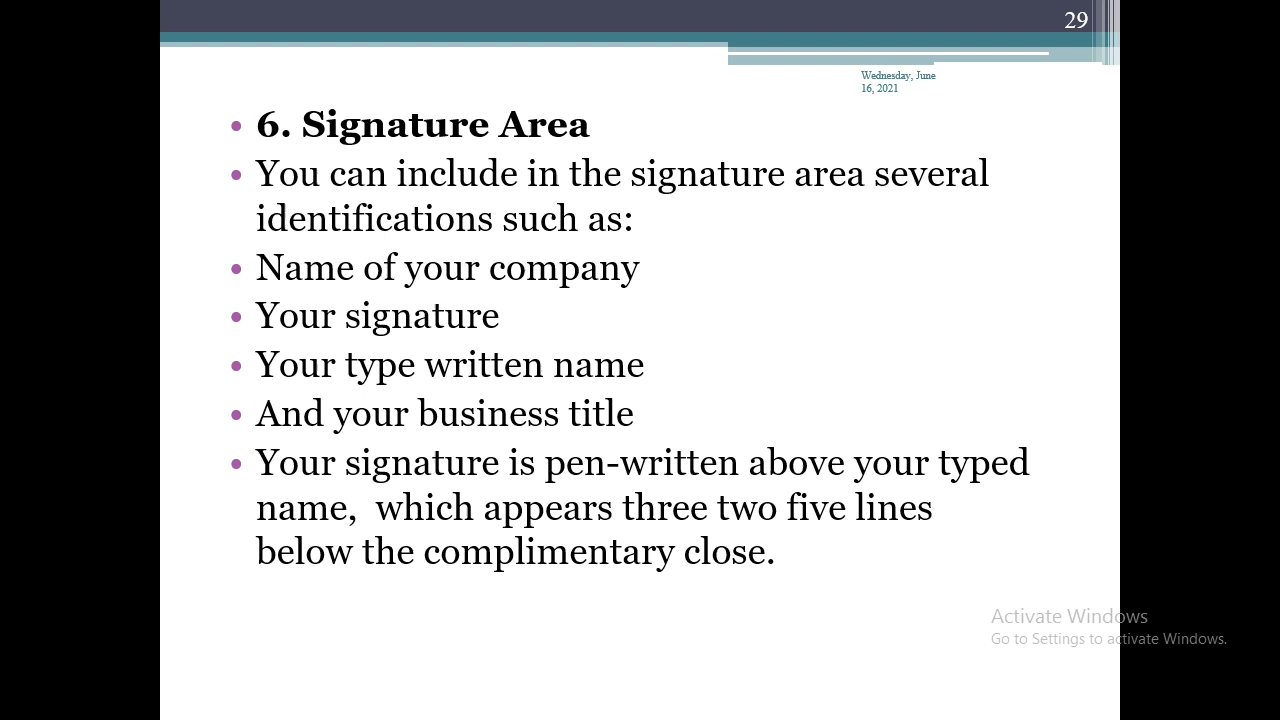 29
Wednesday, June
16, 2021
• 6. Signature Area
• You can include in the signature area several
identifications such as:
• Name of your company
• Your signature
• Your type written name
• And your business title
• Your signature is pen-written above your typed
name,  which appears three two five lines
below the complimentary close.
Activate Windows
Go to Settings to activate Windows.